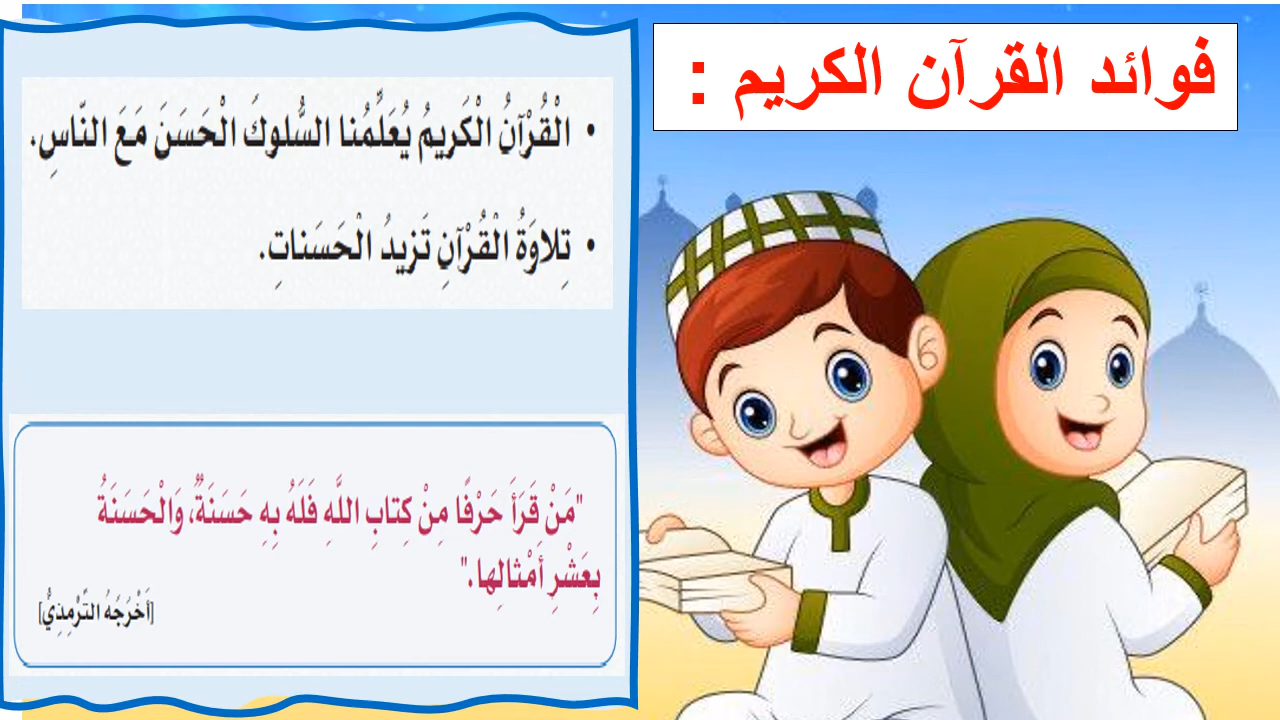 فوائد القرآن الكريم :
• الْقُرْآنُ الْكَريمُ يُعَلِّمُنا السُّلوكَ الْحَسَنَ مَعَ النّاسِ.
• تِلاوَةُ الْقُرْآنِ تَزيدُ الْحَسَناتِ.
"مَنْ قَرَأَ حَرْفًا مِنْ كِتابِ اللَّهِ فَلَهُ بِهِ حَسَنَةٌ، وَالْحَسَنَةُ
بِعَشْرِ أَمْثالِها."
[أَخْرَجَهُ التِّرْمِذِيُّ]